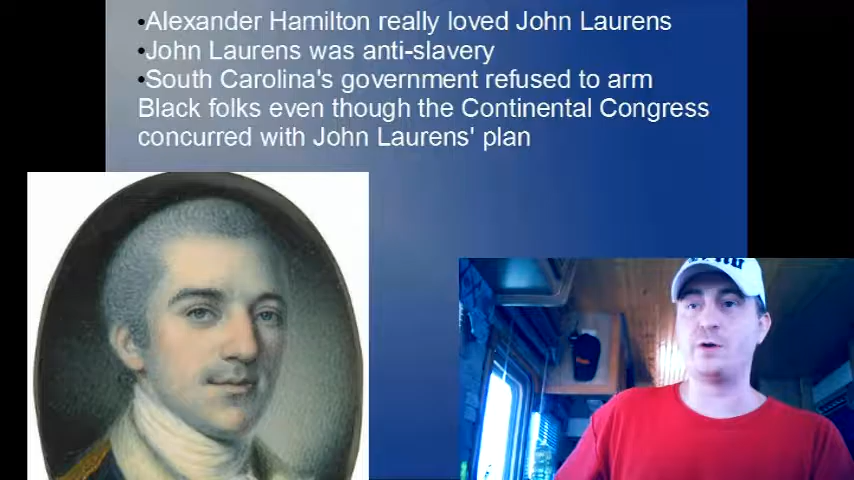 •Alexander Hamilton really loved John Laurens
•John Laurens was anti-slavery
•South Carolina's government refused to arm
Black folks even though the Continental Congress
concurred with John Laurens' plan